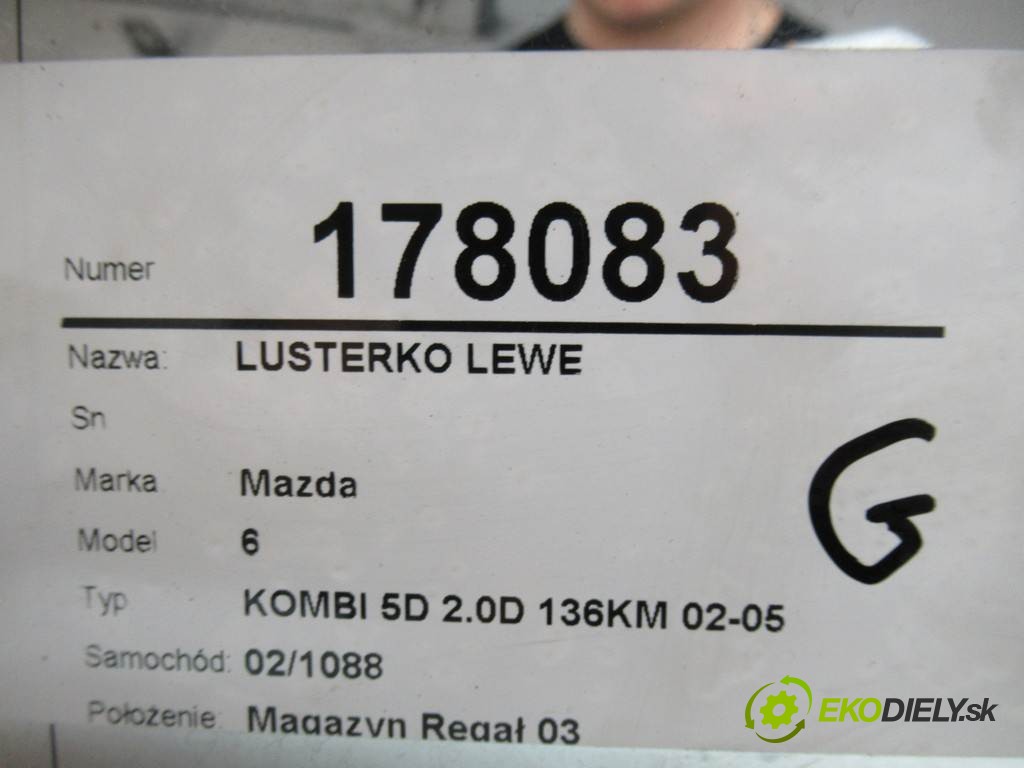 Numer 178083
Nazwa: LUSTERKO LEWE
Sn
Marka Mazda
G
Model 6
Typ KOMBI 5D 2.0D 136KM 02-05
Samochód: 02/1088
Położenie: Magazyn Regał 03
EKODIELY.sk